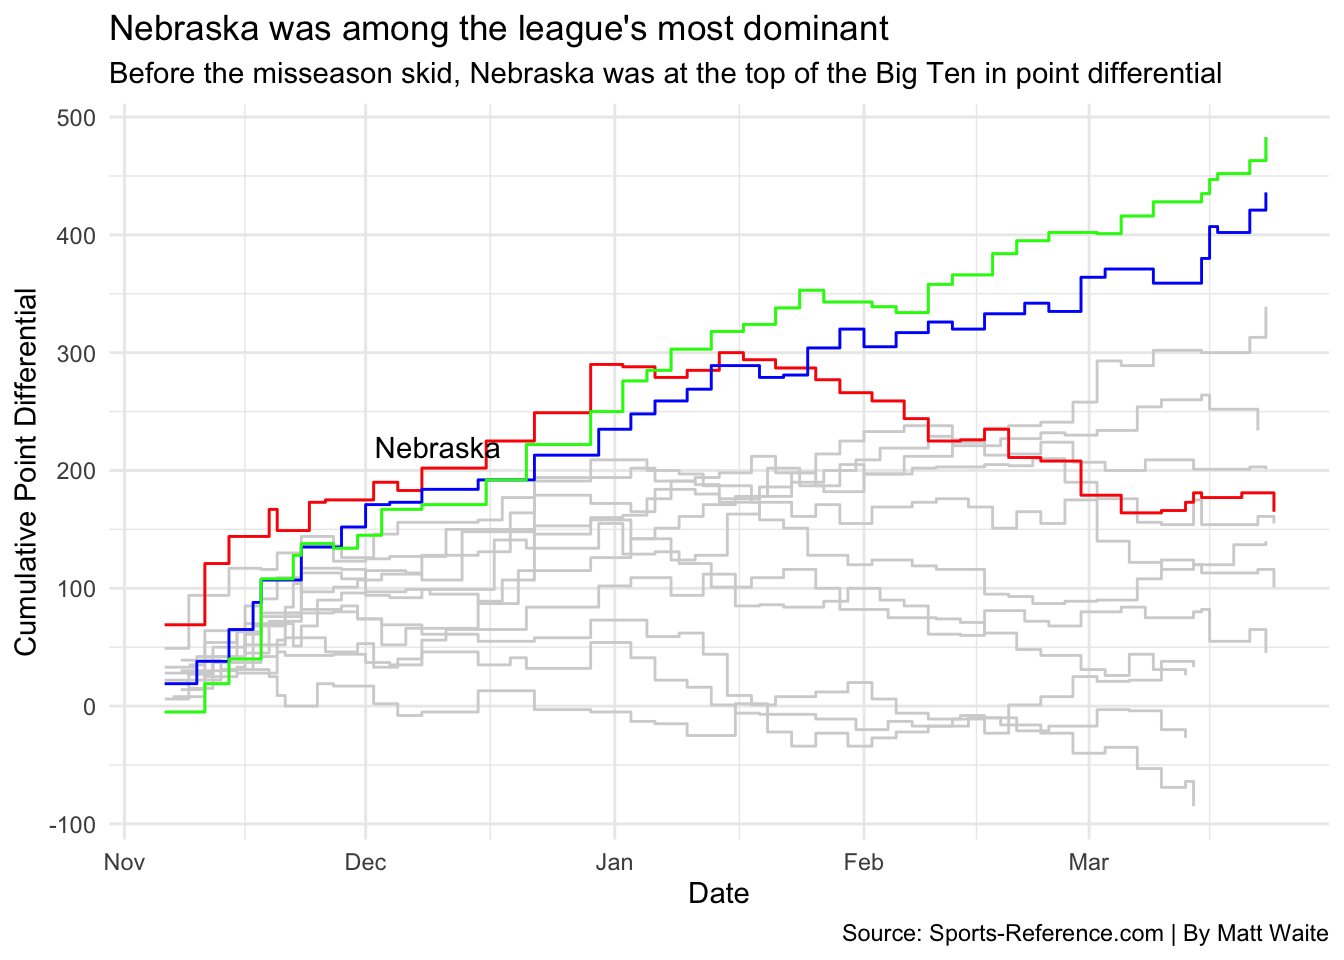 Nebraska was among the league's most dominant
Before the misseason skid, Nebraska was at the top of the Big Ten in point differential
500
400
300
200
100
0
-100
Cumulative Point Differential
Nebraska
Nov
Dec
Jan
Feb
Mar
Date
Source: Sports-Reference.com | By Matt Waite